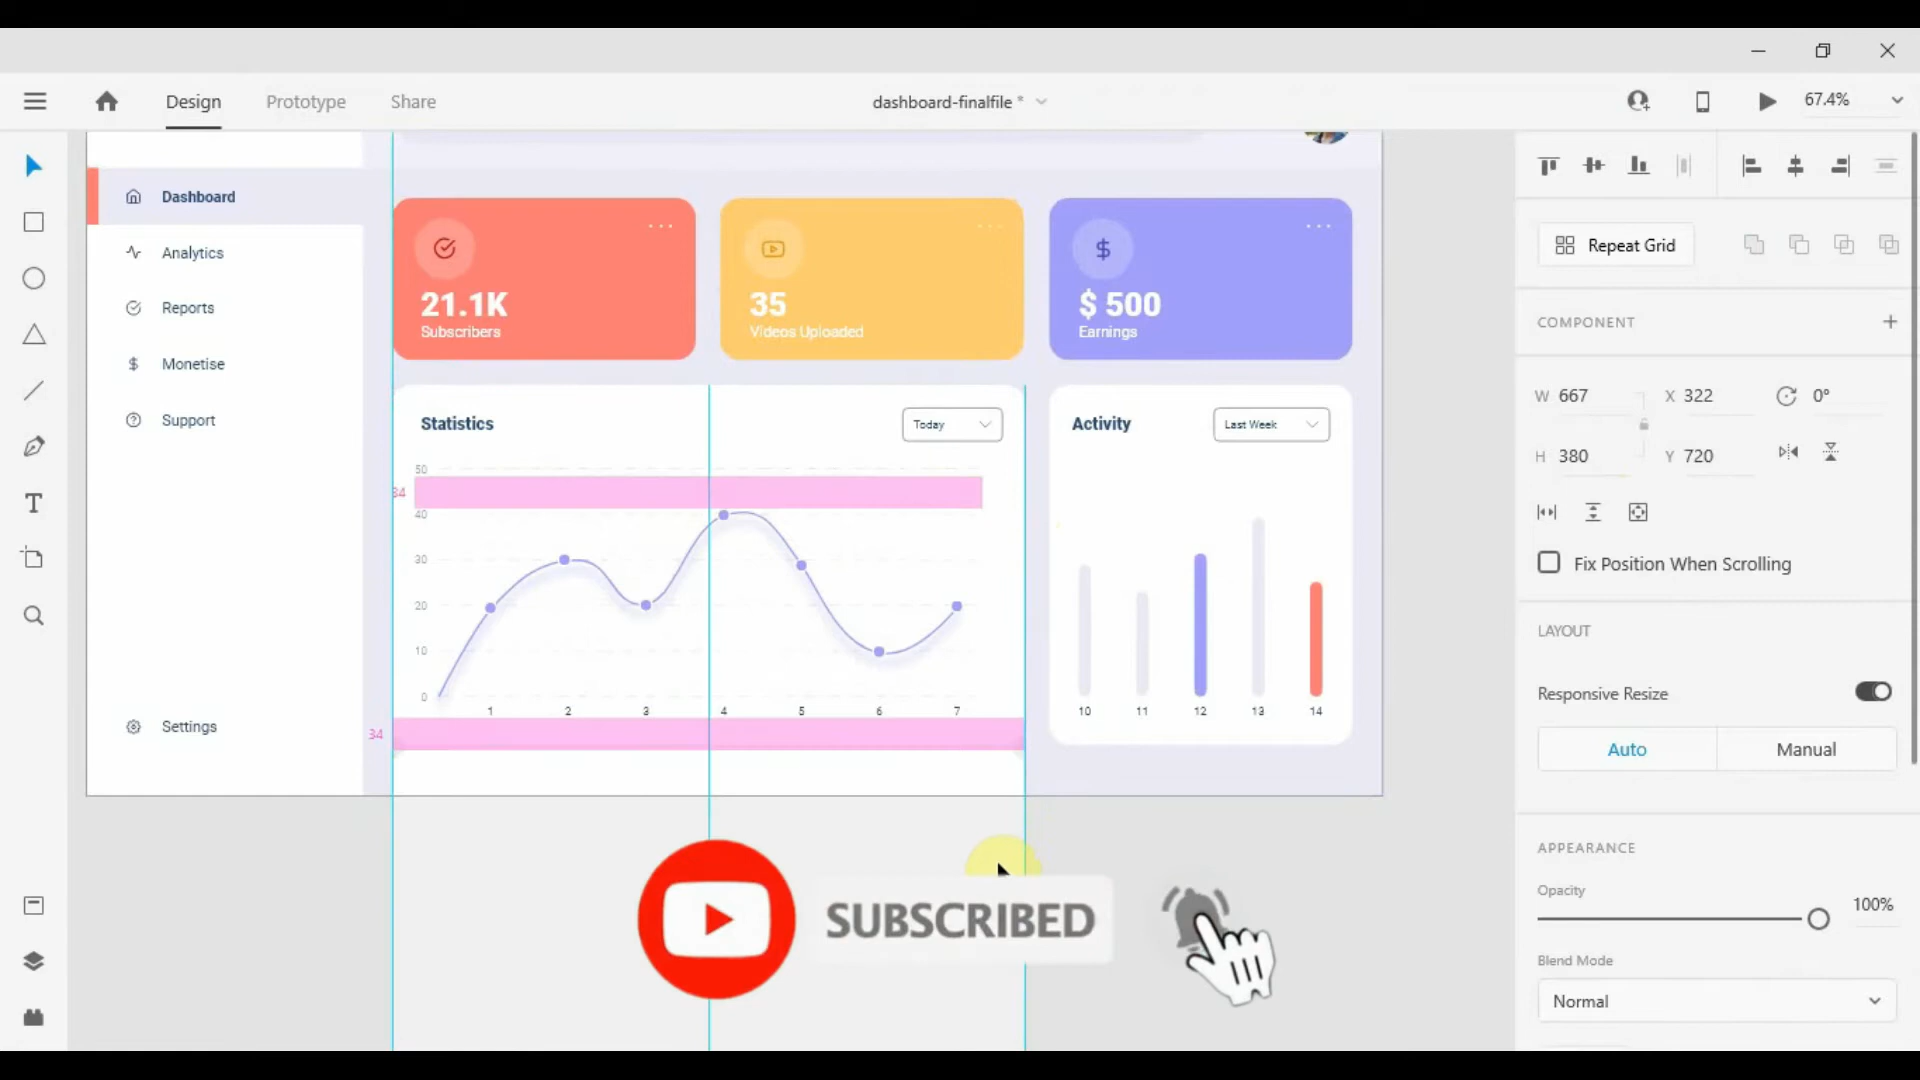 Design
Prototype
Share
dashboard-finalfile *
67.4%
Dashboard
Analytics
Reports
Monetise
Support
Settings
21.1K
Subscribers
35
Videos Uploaded
$ 500
Earnings
Statistics
Today
50
34
40
30
20
10
0
1 2 3 4 5 6 7
34
Activity
Last Week
10 11 12 13 14
SUBSCRIBED
Repeat Grid
COMPONENT
W 667 X 322 0°
H 380 Y 720
Fix Position When Scrolling
LAYOUT
Responsive Resize
Auto Manual
APPEARANCE
Opacity
100%
Blend Mode
Normal